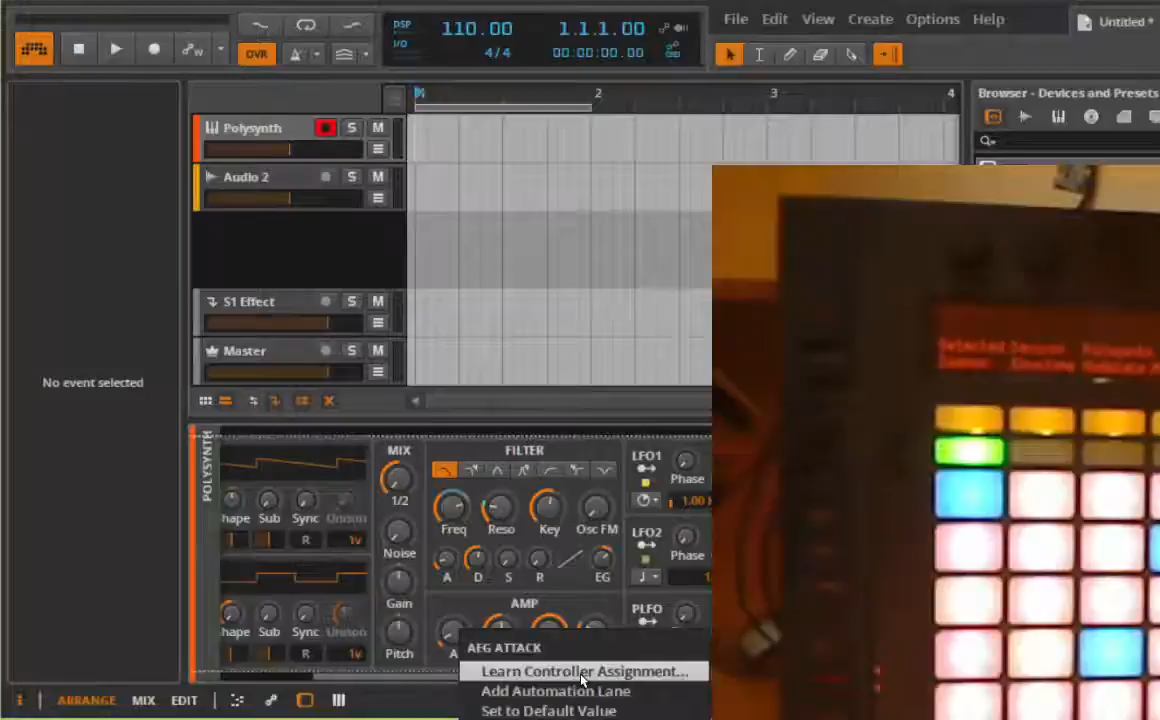 File Edit View Create Options Help
Untitled *
OVR
DSP
I/O
110.00
4/4
1.1.1.00
00:00:00.00
Browser - Devices and Presets
2
3
4
Polysynth S M
Audio 2 S M
S1 Effect S M
Master S M
No event selected
POLYSYNTH
hape Sub Sync Unison
R 1v
hape Sub Sync Unison
R 1v
MIX
1/2
Noise
Gain
Pitch
FILTER
Freq Reso Key Osc FM
A D S R EG
AMP
A
LFO1
Phase
1.00
LFO2
Phase
1
PLFO
AEG ATTACK
Learn Controller Assignment...
Add Automation Lane
Set to Default Value
i ARRANGE MIX EDIT